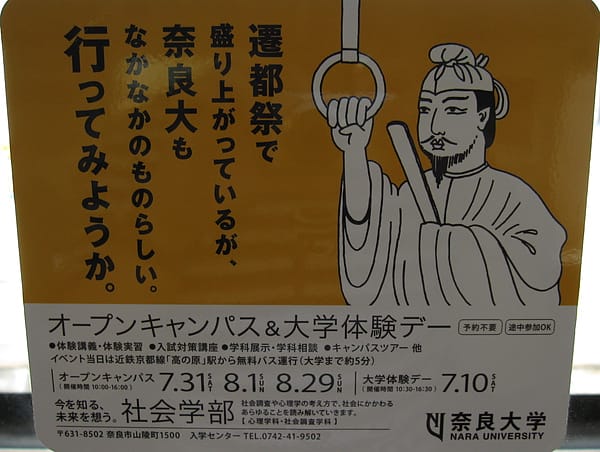 遷都祭で
盛り上がっているが、
奈良大も
なかなかのものらしい。
行ってみようか。
オープンキャンパス&大学体験デー 予約不要 途中参加OK
●体験講義・体験実習 ●入試対策講座 ●学科展示・学科相談 ●キャンパスツアー 他
イベント当日は近鉄京都線「高の原」駅から無料バス運行(大学まで約5分)
オープンキャンパス (開催時間 10:00-16:00) 7.31 SAT 8.1 SUN 8.29 SUN 大学体験デー (開催時間 10:30-16:30) 7.10 SAT
今を知る、
未来を想う。
社会学部
社会調査や心理学の考え方で、社会にかかわる
あらゆることを読み解いていきます。
【 心理学科・社会調査学科 】
〒631-8502 奈良市山陵町1500 入学センター TEL.0742-41-9502
奈良大学
NARA UNIVERSITY